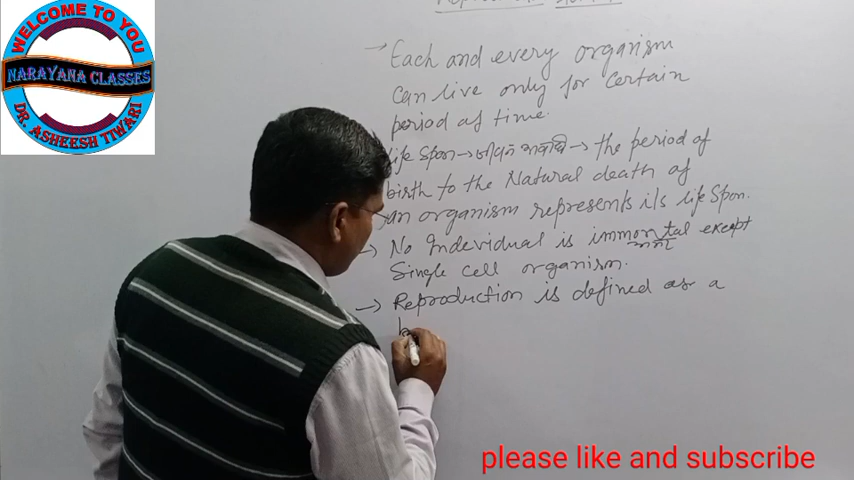 WELCOME TO YOU
NARAYANA CLASSES
DR. ASHEESH TIWARI
Each and every organism
can live only for certain
period of time.
life Span → जीवन अवधि → the period of
birth to the Natural death of
an organism represents its life Span.
No Individual is immortal except
अमर
Single cell organism.
→ Reproduction is defined as a
please like and subscribe